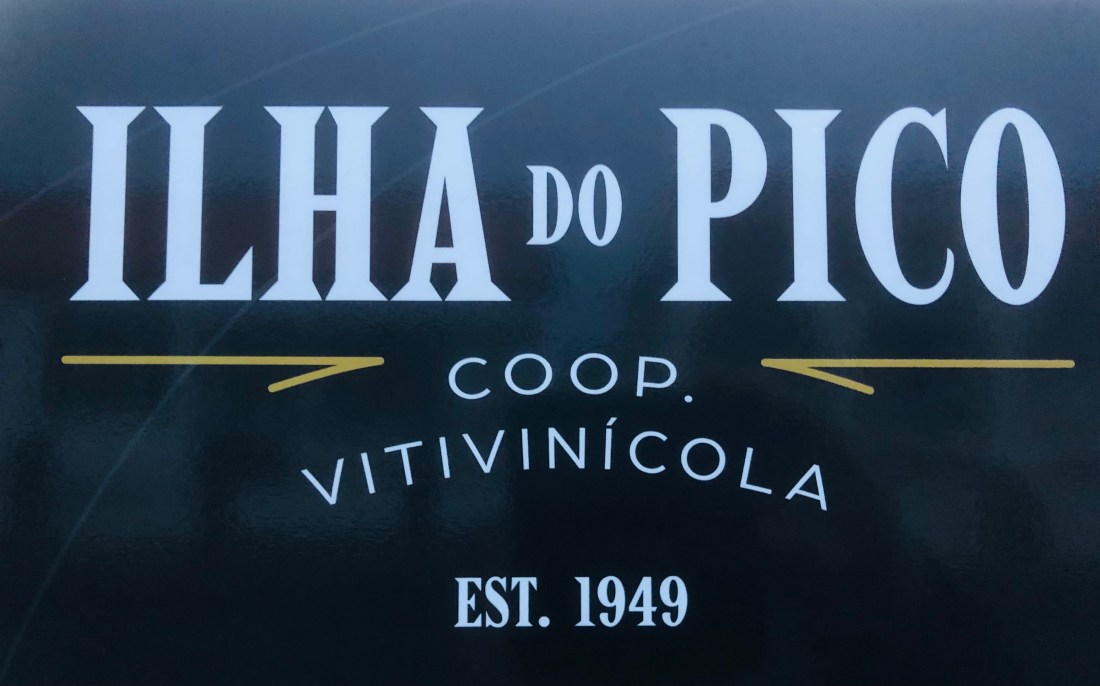 ILHA DO PICO
COOP.
VITIVINÍCOLA
EST. 1949